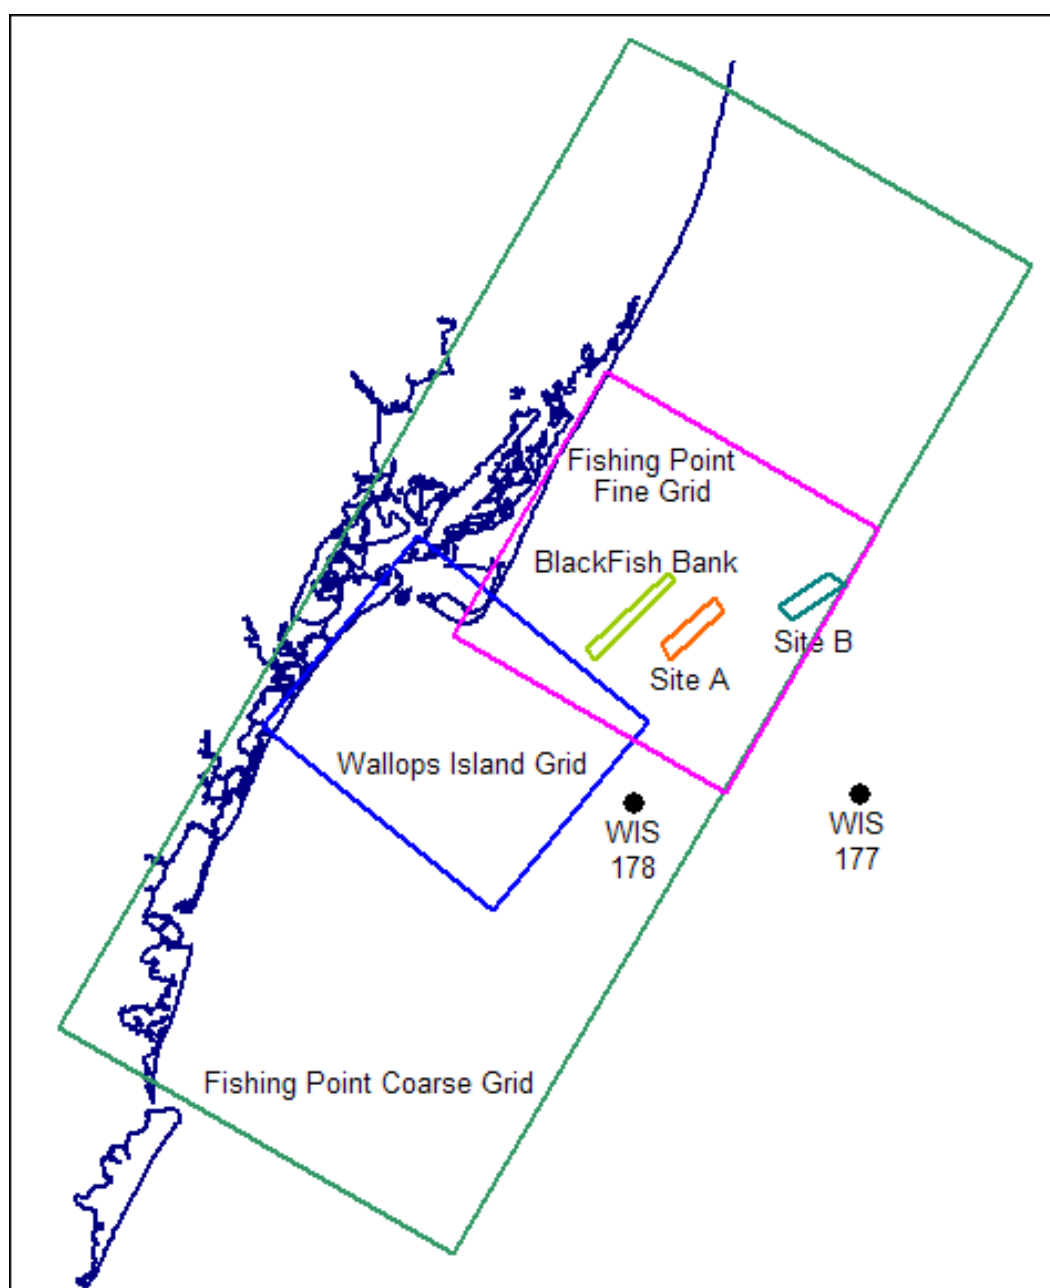 Fishing Point
Fine Grid
BlackFish Bank
Site B
Site A
Wallops Island Grid
WIS
178
WIS
177
Fishing Point Coarse Grid